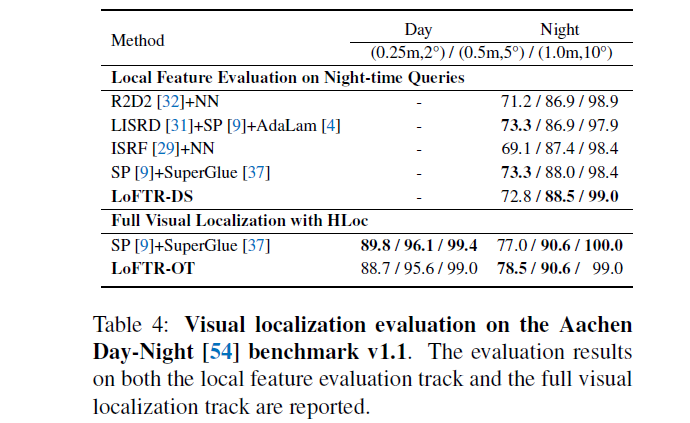 Method Day Night
(0.25m,2°) / (0.5m,5°) / (1.0m,10°)
Local Feature Evaluation on Night-time Queries
R2D2 [32]+NN - 71.2 / 86.9 / 98.9
LISRD [31]+SP [9]+AdaLam [4] - 73.3 / 86.9 / 97.9
ISRF [29]+NN - 69.1 / 87.4 / 98.4
SP [9]+SuperGlue [37] - 73.3 / 88.0 / 98.4
LoFTR-DS - 72.8 / 88.5 / 99.0
Full Visual Localization with HLoc
SP [9]+SuperGlue [37] 89.8 / 96.1 / 99.4 77.0 / 90.6 / 100.0
LoFTR-OT 88.7 / 95.6 / 99.0 78.5 / 90.6 / 99.0
Table 4: Visual localization evaluation on the Aachen
Day-Night [54] benchmark v1.1. The evaluation results
on both the local feature evaluation track and the full visual
localization track are reported.